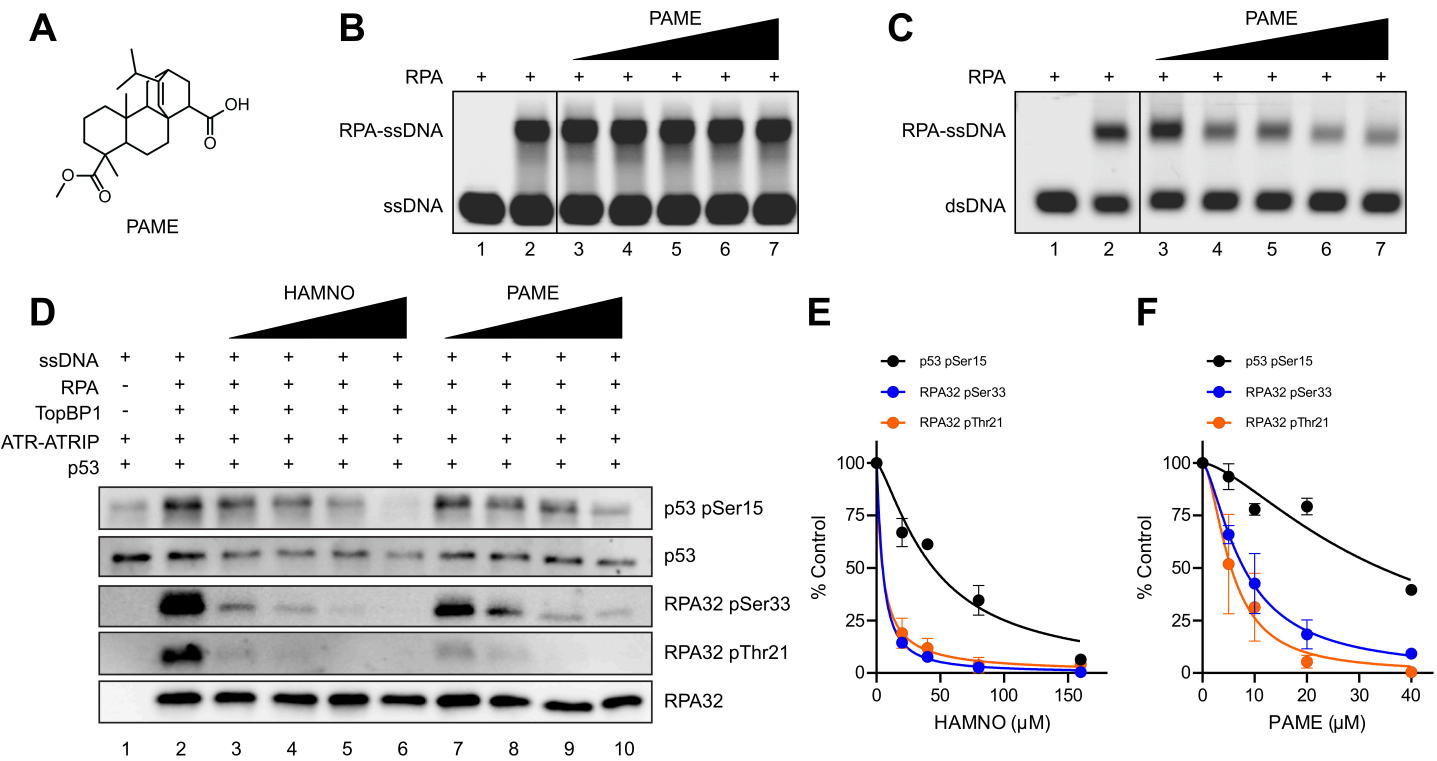 A
O
OH
O
O
PAME
B
PAME
RPA + + + + + + +
RPA-ssDNA
ssDNA
1 2 3 4 5 6 7
C
PAME
RPA + + + + + + +
RPA-ssDNA
dsDNA
1 2 3 4 5 6 7
D
HAMNO PAME
ssDNA + + + + + + + + + +
RPA - + + + + + + + + +
TopBP1 - + + + + + + + + +
ATR-ATRIP + + + + + + + + + +
p53 + + + + + + + + + +
p53 pSer15
p53
RPA32 pSer33
RPA32 pThr21
RPA32
1 2 3 4 5 6 7 8 9 10
E
p53 pSer15
RPA32 pSer33
RPA32 pThr21
% Control
100
75
50
25
0
0 50 100 150
HAMNO (µM)
F
p53 pSer15
RPA32 pSer33
RPA32 pThr21
% Control
100
75
50
25
0
0 10 20 30 40
PAME (µM)